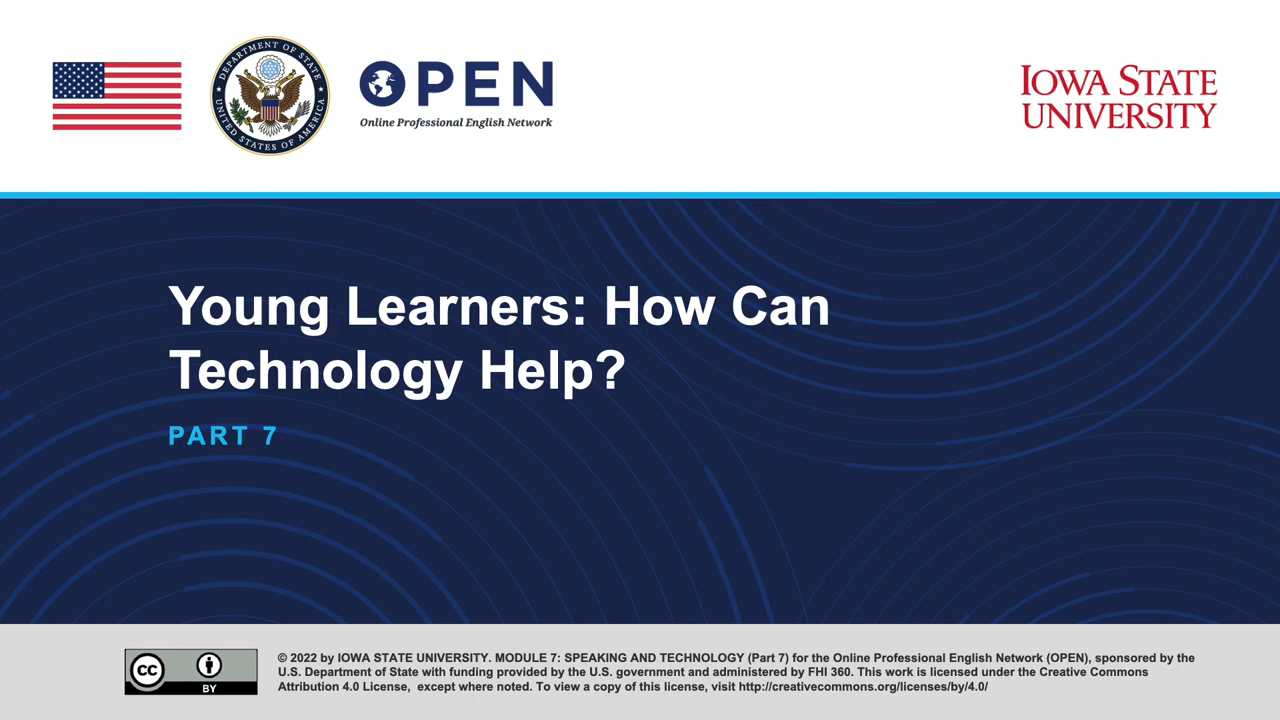 DEPARTMENT OF STATE
UNITED STATES OF AMERICA
OPEN
Online Professional English Network
IOWA STATE
UNIVERSITY
Young Learners: How Can
Technology Help?
PART 7
CC
BY
© 2022 by IOWA STATE UNIVERSITY. MODULE 7: SPEAKING AND TECHNOLOGY (Part 7) for the Online Professional English Network (OPEN), sponsored by the
U.S. Department of State with funding provided by the U.S. government and administered by FHI 360. This work is licensed under the Creative Commons
Attribution 4.0 License, except where noted. To view a copy of this license, visit http://creativecommons.org/licenses/by/4.0/